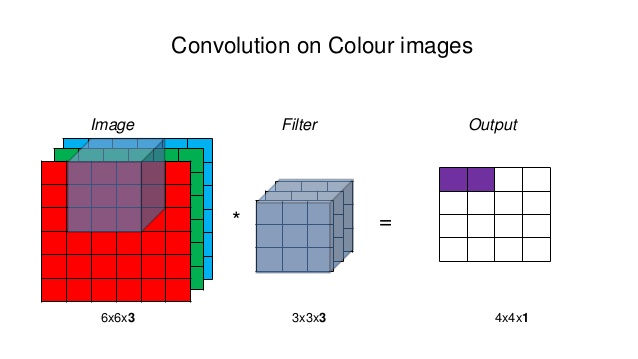 Convolution on Colour images
Image Filter Output
* =
6x6x3 3x3x3 4x4x1